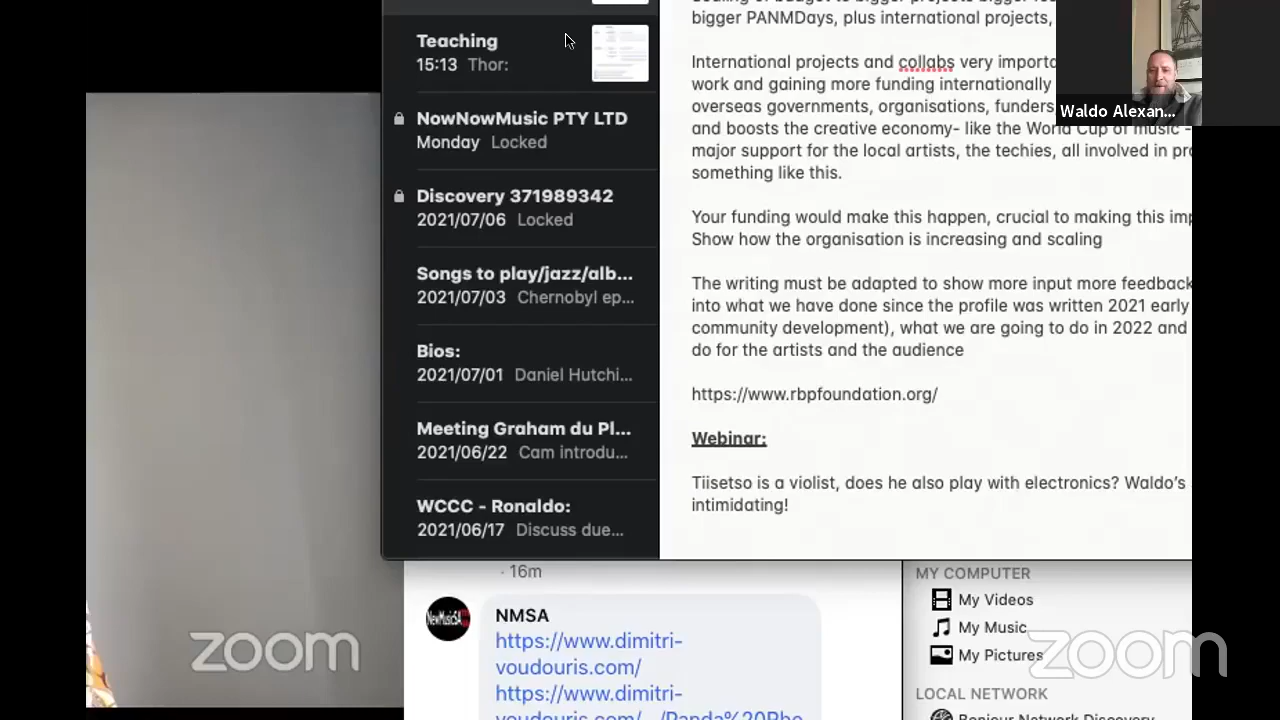 bigger PANMDays, plus international projects,
Teaching
15:13 Thor:
NowNowMusic PTY LTD
Monday Locked
Discovery 371989342
2021/07/06 Locked
Songs to play/jazz/alb...
2021/07/03 Chernobyl ep...
Bios:
2021/07/01 Daniel Hutchi...
Meeting Graham du Pl...
2021/06/22 Cam introdu...
WCCC - Ronaldo:
2021/06/17 Discuss due...
International projects and collabs very importa
work and gaining more funding internationally
overseas governments, organisations, funders
and boosts the creative economy- like the World Cup of music -
major support for the local artists, the techies, all involved in pro
something like this.
Your funding would make this happen, crucial to making this imp
Show how the organisation is increasing and scaling
The writing must be adapted to show more input more feedback
into what we have done since the profile was written 2021 early
community development), what we are going to do in 2022 and
do for the artists and the audience
https://www.rbpfoundation.org/
Webinar:
Tiisetso is a violist, does he also play with electronics? Waldo's
intimidating!
Waldo Alexan...
· 16m
NewMusicSA
NMSA
https://www.dimitri-
voudouris.com/
https://www.dimitri-
MY COMPUTER
My Videos
My Music
My Pictures
LOCAL NETWORK
Bonjour Network Discovery
zoom
zoom